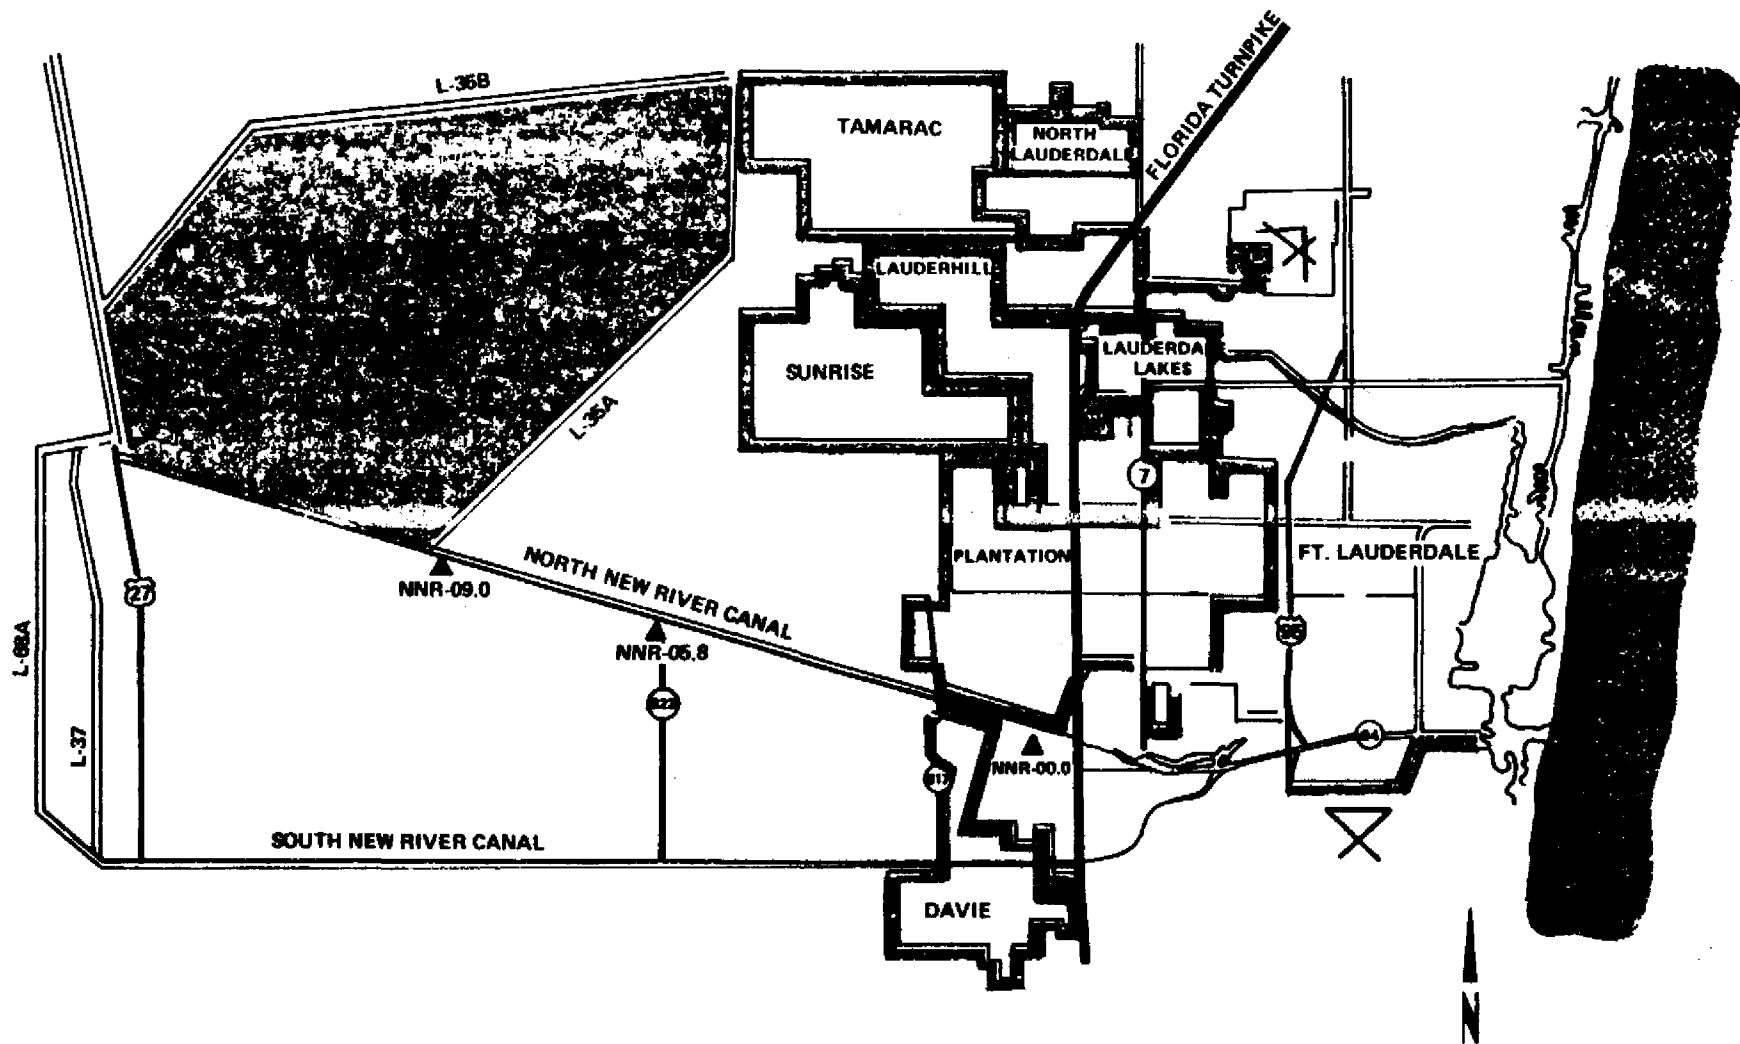 L-35B
FLORIDA TURNPIKE
TAMARAC
NORTH
LAUDERDALE
LAUDERHILL
SUNRISE
LAUDERDA
LAKES
L-35A
7
NORTH NEW RIVER CANAL
PLANTATION
FT. LAUDERDALE
27
NNR-09.0
95
L-68A
NNR-05.8
L-37
84
NNR-00.0
SOUTH NEW RIVER CANAL
DAVIE
N